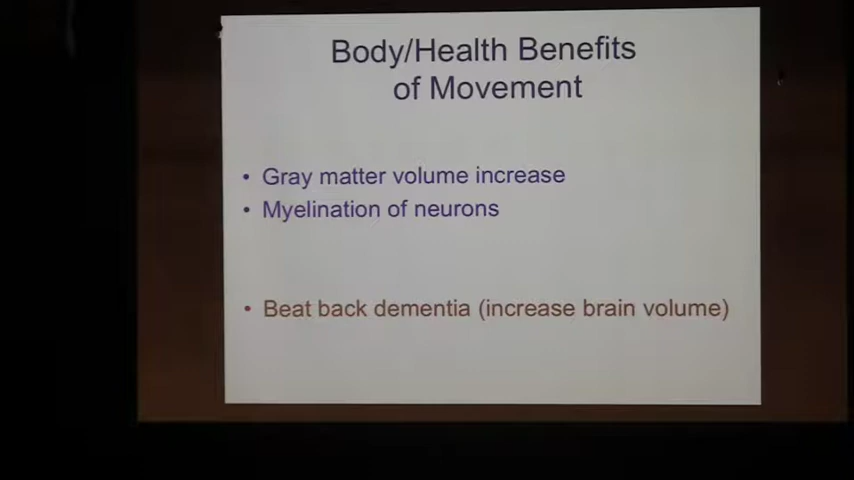 Body/Health Benefits
of Movement
• Gray matter volume increase
• Myelination of neurons
• Beat back dementia (increase brain volume)